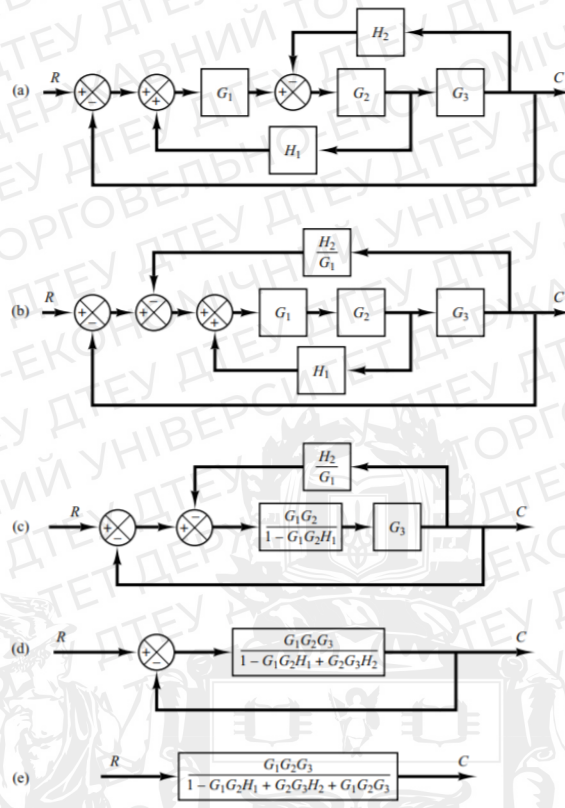 (a) R + - + + G₁ + - G₂ G₃ C
H₂
H₁
(b) R + - + - + + G₁ G₂ G₃ C
H₂/G₁
H₁
(c) R + - + - G₁G₂/(1 - G₁G₂H₁) G₃ C
H₂/G₁
(d) R + - G₁G₂G₃/(1 - G₁G₂H₁ + G₂G₃H₂) C
(e) R G₁G₂G₃/(1 - G₁G₂H₁ + G₂G₃H₂ + G₁G₂G₃) C